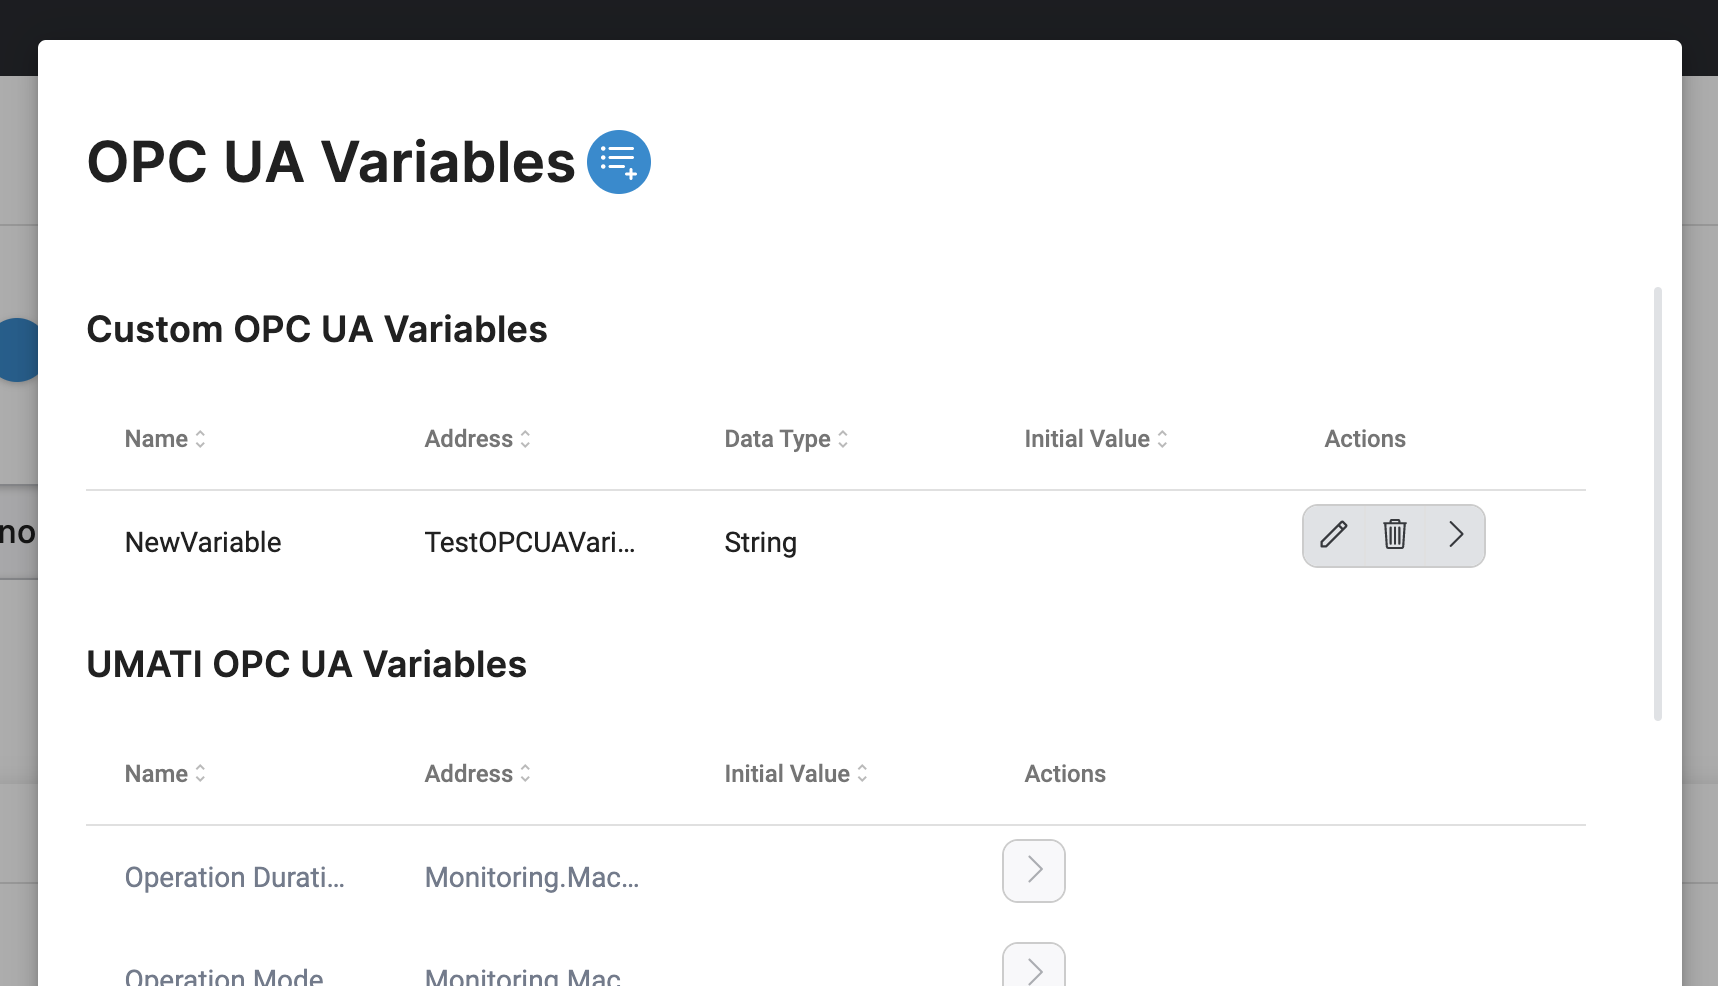 OPC UA Variables
Custom OPC UA Variables
Name Address Data Type Initial Value Actions
no
NewVariable TestOPCUAVari... String
UMATI OPC UA Variables
Name Address Initial Value Actions
Operation Durati... Monitoring.Mac...
Operation Mode Monitoring.Mac